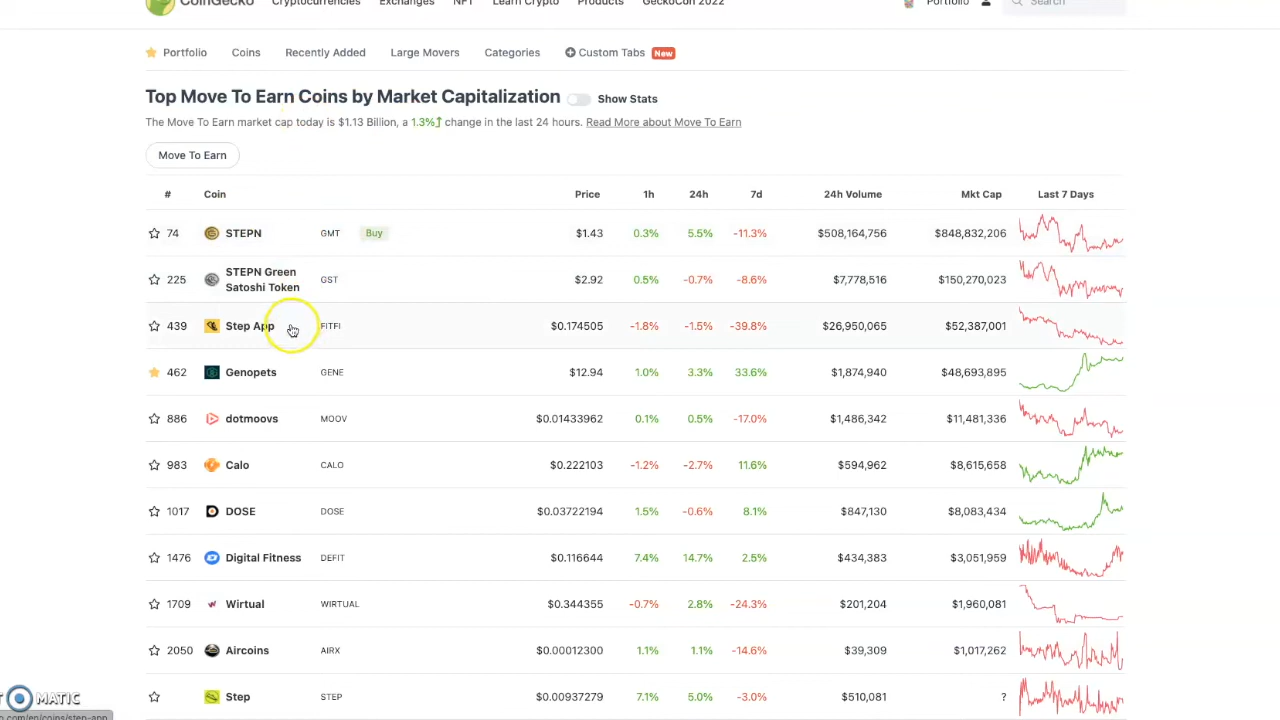 CoinGecko Cryptocurrencies Exchanges NFT Learn Crypto Products GeckoCon 2022 Portfolio Search
Portfolio Coins Recently Added Large Movers Categories Custom Tabs New
Top Move To Earn Coins by Market Capitalization Show Stats
The Move To Earn market cap today is $1.13 Billion, a 1.3% change in the last 24 hours. Read More about Move To Earn
Move To Earn
# Coin Price 1h 24h 7d 24h Volume Mkt Cap Last 7 Days
74 STEPN GMT Buy $1.43 0.3% 5.5% -11.3% $508,164,756 $848,832,206
225 STEPN Green
Satoshi Token GST $2.92 0.5% -0.7% -8.6% $7,778,516 $150,270,023
439 Step App FITFI $0.174505 -1.8% -1.5% -39.8% $26,950,065 $52,387,001
462 Genopets GENE $12.94 1.0% 3.3% 33.6% $1,874,940 $48,693,895
886 dotmoovs MOOV $0.01433962 0.1% 0.5% -17.0% $1,486,342 $11,481,336
983 Calo CALO $0.222103 -1.2% -2.7% 11.6% $594,962 $8,615,658
1017 DOSE DOSE $0.03722194 1.5% -0.6% 8.1% $847,130 $8,083,434
1476 Digital Fitness DEFIT $0.116644 7.4% 14.7% 2.5% $434,383 $3,051,959
1709 Wirtual WIRTUAL $0.344355 -0.7% 2.8% -24.3% $201,204 $1,960,081
2050 Aircoins AIRX $0.00012300 1.1% 1.1% -14.6% $39,309 $1,017,262
Step STEP $0.00937279 7.1% 5.0% -3.0% $510,081 ?
MATIC
o.com/en/coins/step-app